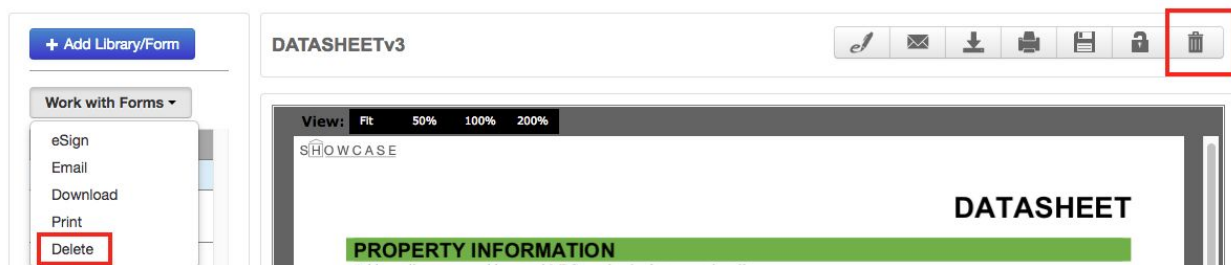 + Add Library/Form
DATASHEETv3
Work with Forms
eSign
Email
Download
Print
Delete
View: Fit 50% 100% 200%
SHOWCASE
DATASHEET
PROPERTY INFORMATION